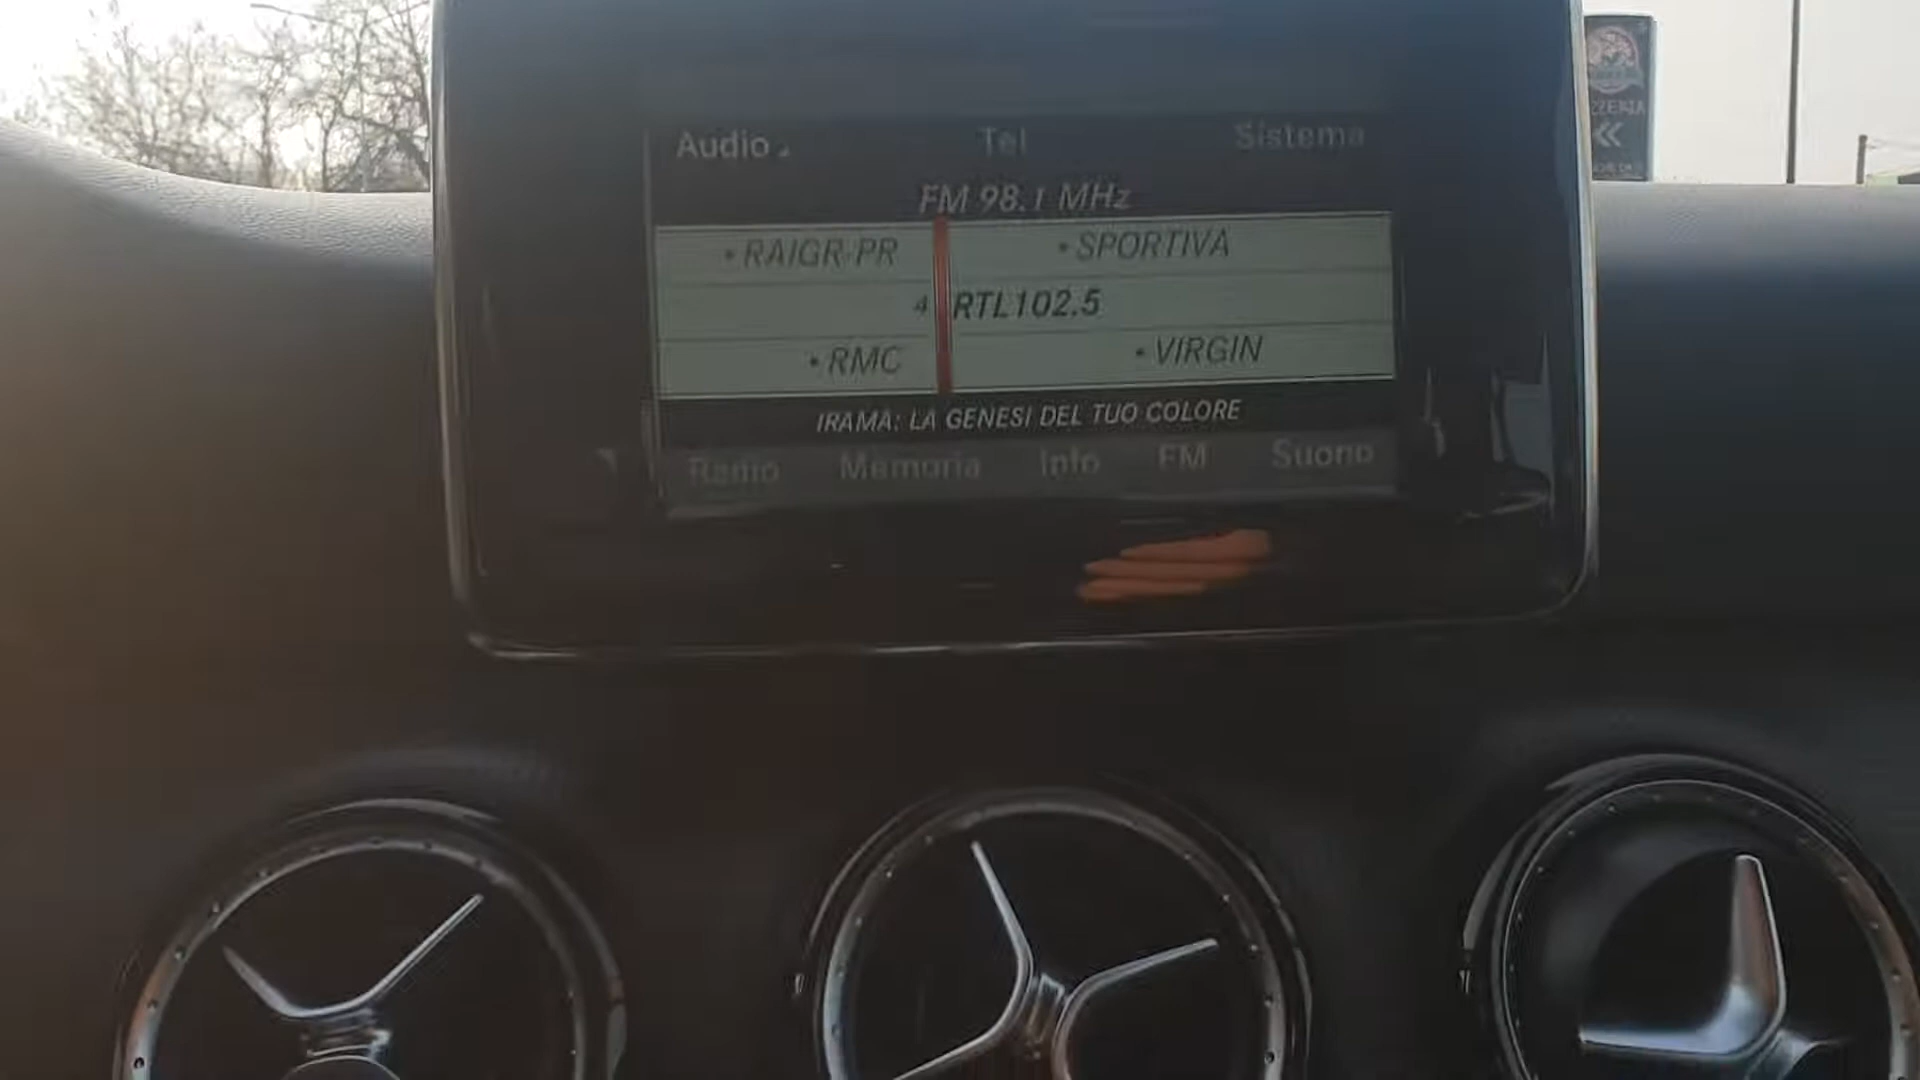 Audio Tel Sistema
FM 98.1 MHz
•RAIGR-PR •SPORTIVA
4 RTL102.5
•RMC •VIRGIN
IRAMA: LA GENESI DEL TUO COLORE
Radio Memoria Info FM Suono